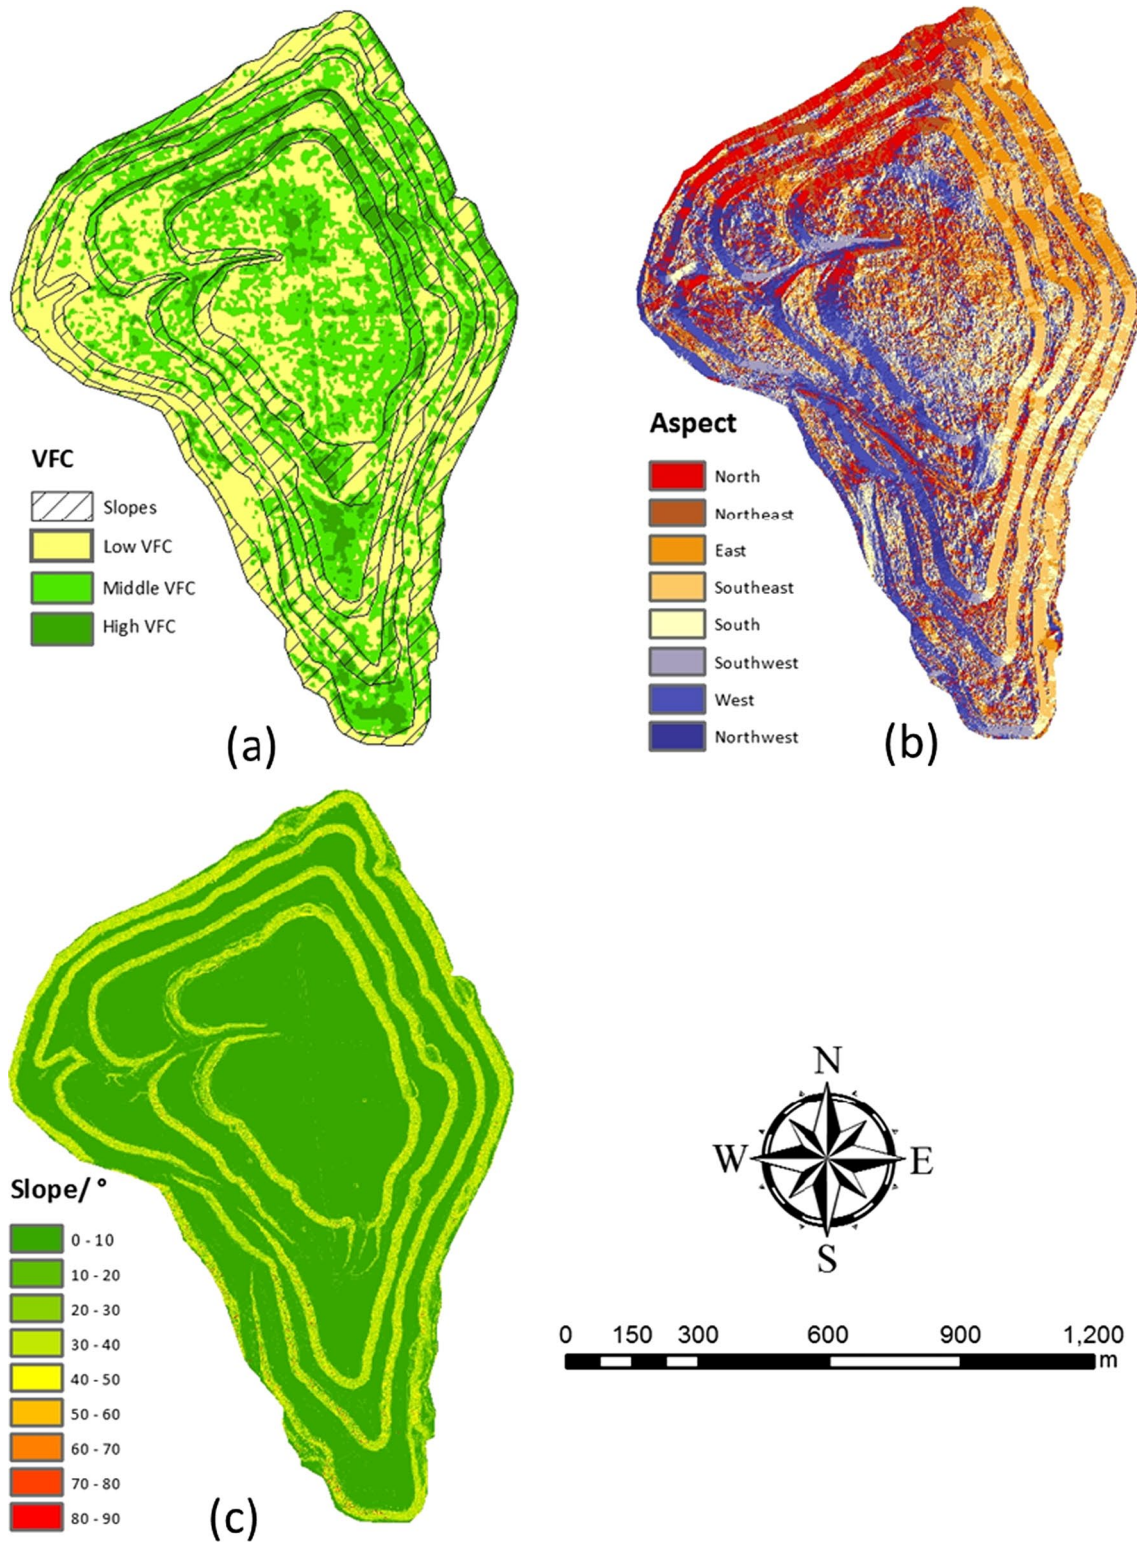 VFC
Slopes
Low VFC
Middle VFC
High VFC
(a)
Aspect
North
Northeast
East
Southeast
South
Southwest
West
Northwest
(b)
Slope/ °
0 - 10
10 - 20
20 - 30
30 - 40
40 - 50
50 - 60
60 - 70
70 - 80
80 - 90
(c)
N
W E
S
0 150 300 600 900 1,200
m